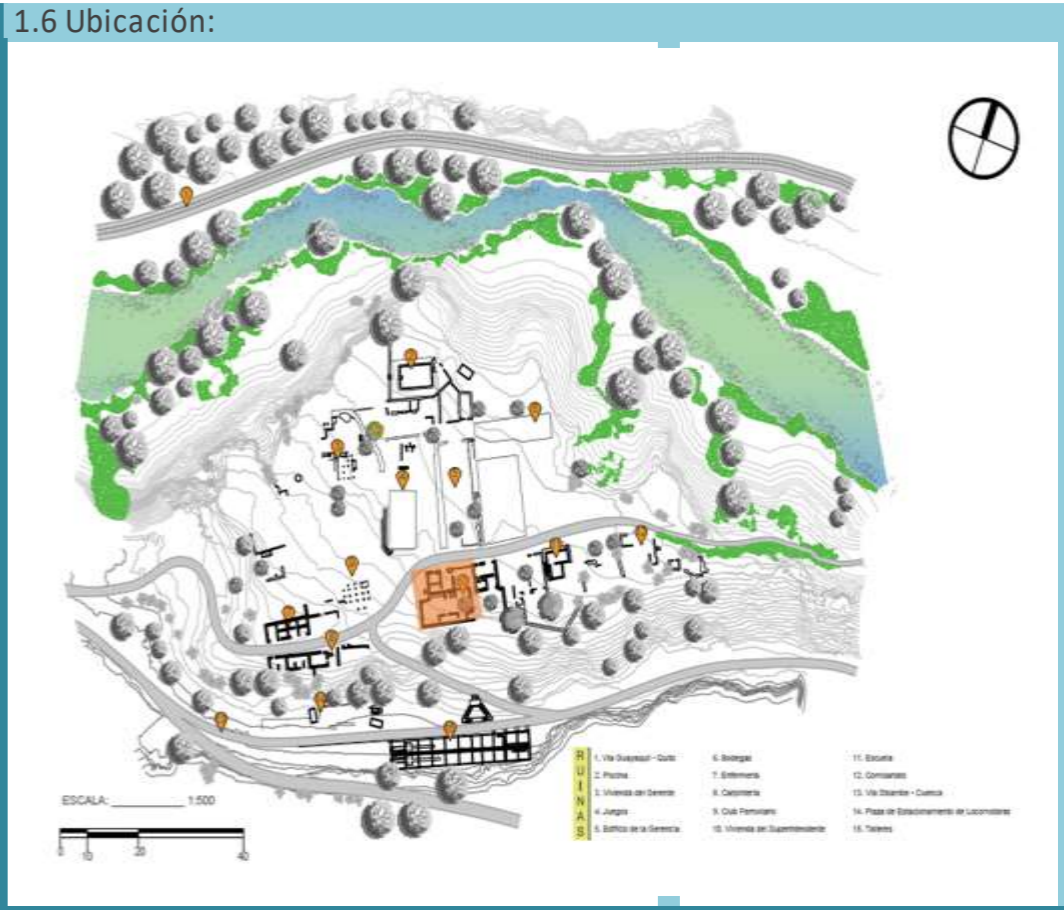 1.6 Ubicación:
ESCALA: 1:500
0 10 20 40
RUINAS
1. Vía Guayaquil - Quito
2. Piscina
3. Vivienda del Gerente
4. Juegos
5. Edificio de la Gerencia
6. Bodegas
7. Enfermería
8. Carpintería
9. Club Ferroviario
10. Vivienda del Superintendente
11. Escuela
12. Comisariato
13. Vía Sibambe - Cuenca
14. Plaza de Estacionamiento de Locomotoras
15. Talleres